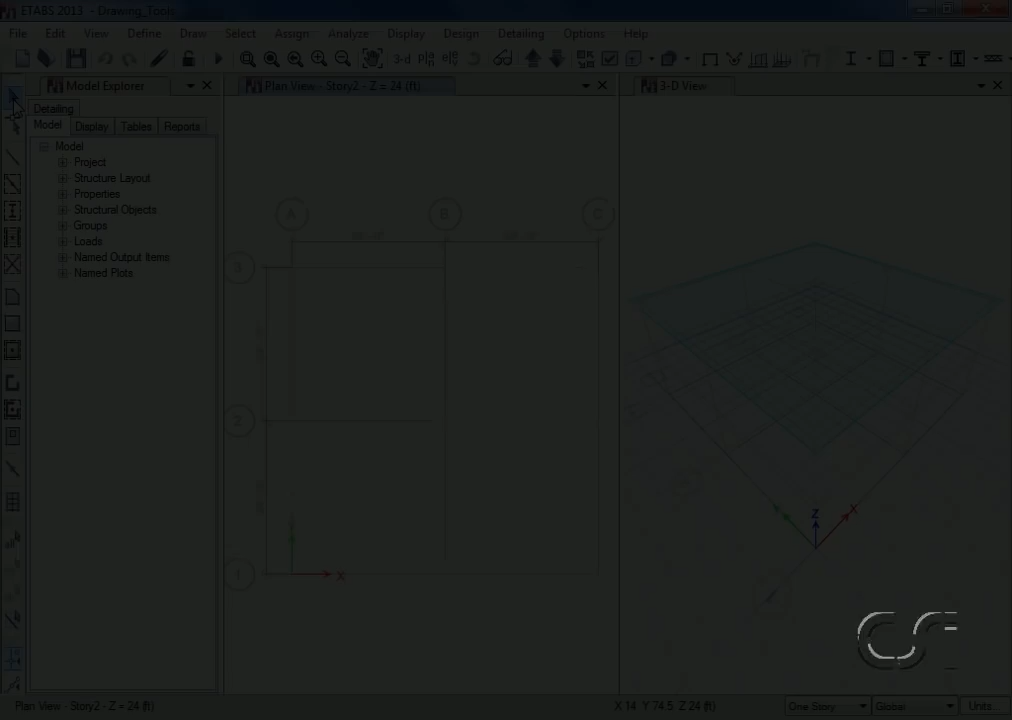 ETABS 2013 - Drawing_Tools
File Edit View Define Draw Select Assign Analyze Display Design Detailing Options Help
3-d
Model Explorer
Plan View - Story2 - Z = 24 (ft)
3-D View
Detailing
Model Display Tables Reports
Model
Project
Structure Layout
Properties
Structural Objects
Groups
Loads
Named Output Items
Named Plots
A B C
3
2
1
X
Z X
Plan View - Story2 - Z = 24 (ft)
X 14 Y 74.5 Z 24 (ft)
One Story
Global
Units...